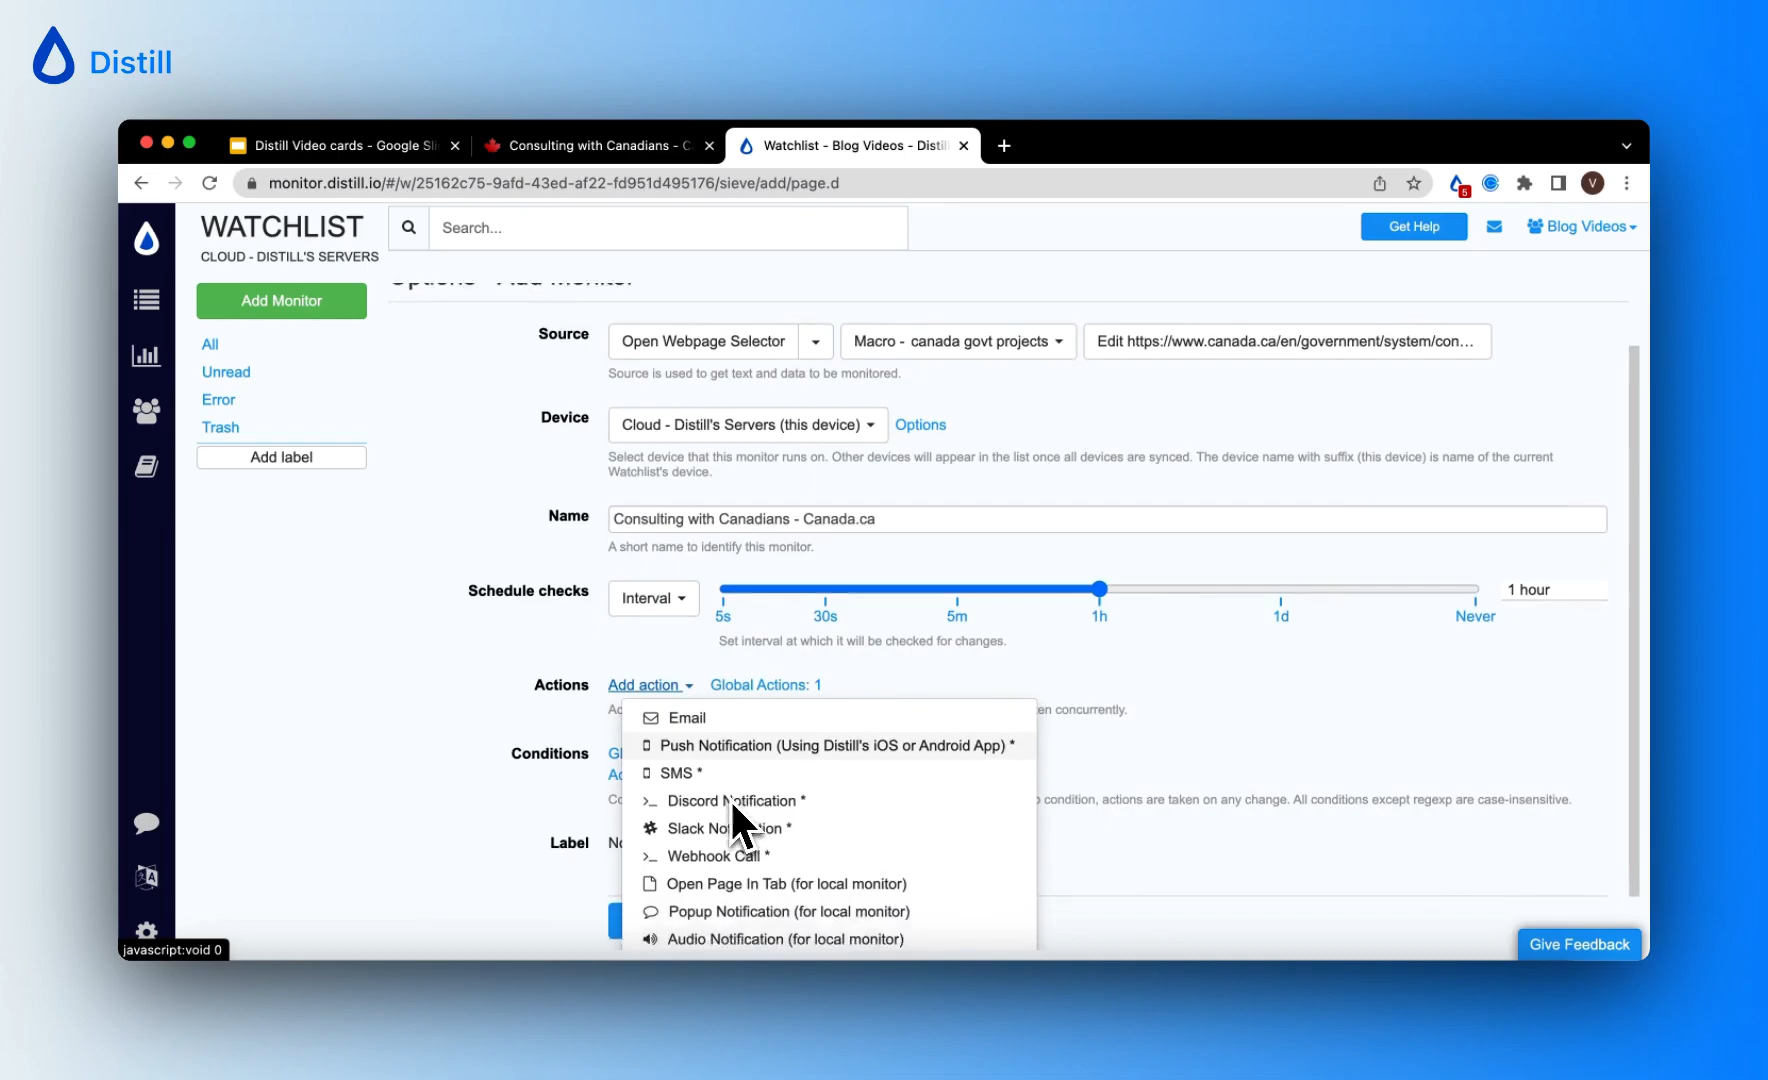 Distill
Distill Video cards - Google Sli
Consulting with Canadians - C
Watchlist - Blog Videos - Distill
monitor.distill.io/#/w/25162c75-9afd-43ed-af22-fd951d495176/sieve/add/page.d
5
V
WATCHLIST
CLOUD - DISTILL'S SERVERS
Search...
Get Help
Blog Videos
Add Monitor
All
Unread
Error
Trash
Add label
Options - Add Monitor
Source
Open Webpage Selector
Macro - canada govt projects
Edit https://www.canada.ca/en/government/system/con...
Source is used to get text and data to be monitored.
Device
Cloud - Distill's Servers (this device)
Options
Select device that this monitor runs on. Other devices will appear in the list once all devices are synced. The device name with suffix (this device) is name of the current
Watchlist's device.
Name
Consulting with Canadians - Canada.ca
A short name to identify this monitor.
Schedule checks
Interval
5s
30s
5m
1h
1d
Never
1 hour
Set interval at which it will be checked for changes.
Actions
Add action
Global Actions: 1
en concurrently.
Email
Push Notification (Using Distill's iOS or Android App) *
SMS *
Discord Notification *
Slack Notification *
Webhook Call *
Open Page In Tab (for local monitor)
Popup Notification (for local monitor)
Audio Notification (for local monitor)
Conditions
condition, actions are taken on any change. All conditions except regexp are case-insensitive.
Label
javascript:void 0
Give Feedback